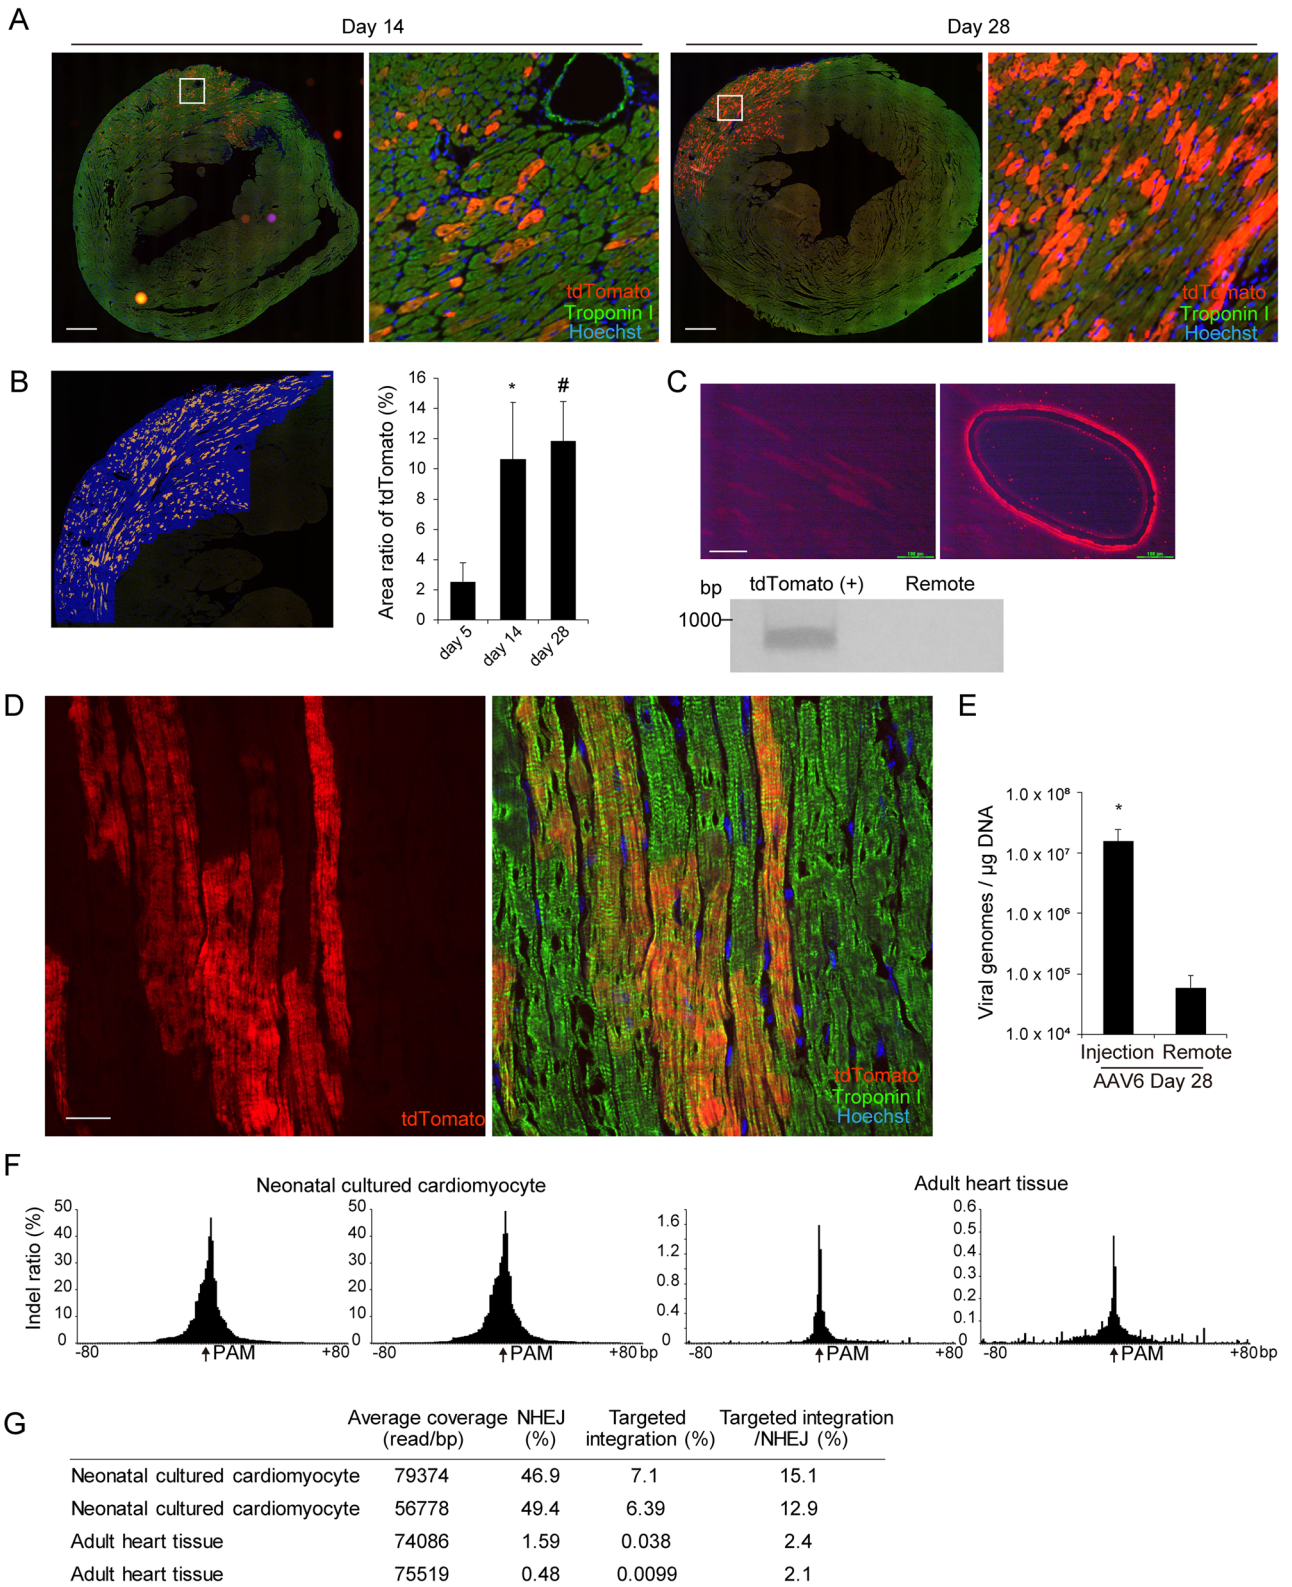 A
Day 14
Day 28
tdTomato
Troponin I
Hoechst
tdTomato
Troponin I
Hoechst
B
Area ratio of tdTomato (%)
16
14
12
10
8
6
4
2
0
*
#
day 5
day 14
day 28
C
100 µm
100 µm
bp
tdTomato (+)
Remote
1000
D
tdTomato
tdTomato
Troponin I
Hoechst
E
Viral genomes / µg DNA
1.0 x 10⁸
1.0 x 10⁷
1.0 x 10⁶
1.0 x 10⁵
1.0 x 10⁴
*
Injection Remote
AAV6 Day 28
F
Neonatal cultured cardiomyocyte
Adult heart tissue
Indel ratio (%)
50
40
30
20
10
0
-80
PAM
+80
50
40
30
20
10
0
-80
PAM
+80 bp
1.6
1.2
0.8
0.4
0
-80
PAM
+80
0.6
0.5
0.4
0.3
0.2
0.1
0
-80
PAM
+80 bp
G
Average coverage (read/bp) NHEJ (%) Targeted integration (%) Targeted integration /NHEJ (%)
Neonatal cultured cardiomyocyte 79374 46.9 7.1 15.1
Neonatal cultured cardiomyocyte 56778 49.4 6.39 12.9
Adult heart tissue 74086 1.59 0.038 2.4
Adult heart tissue 75519 0.48 0.0099 2.1